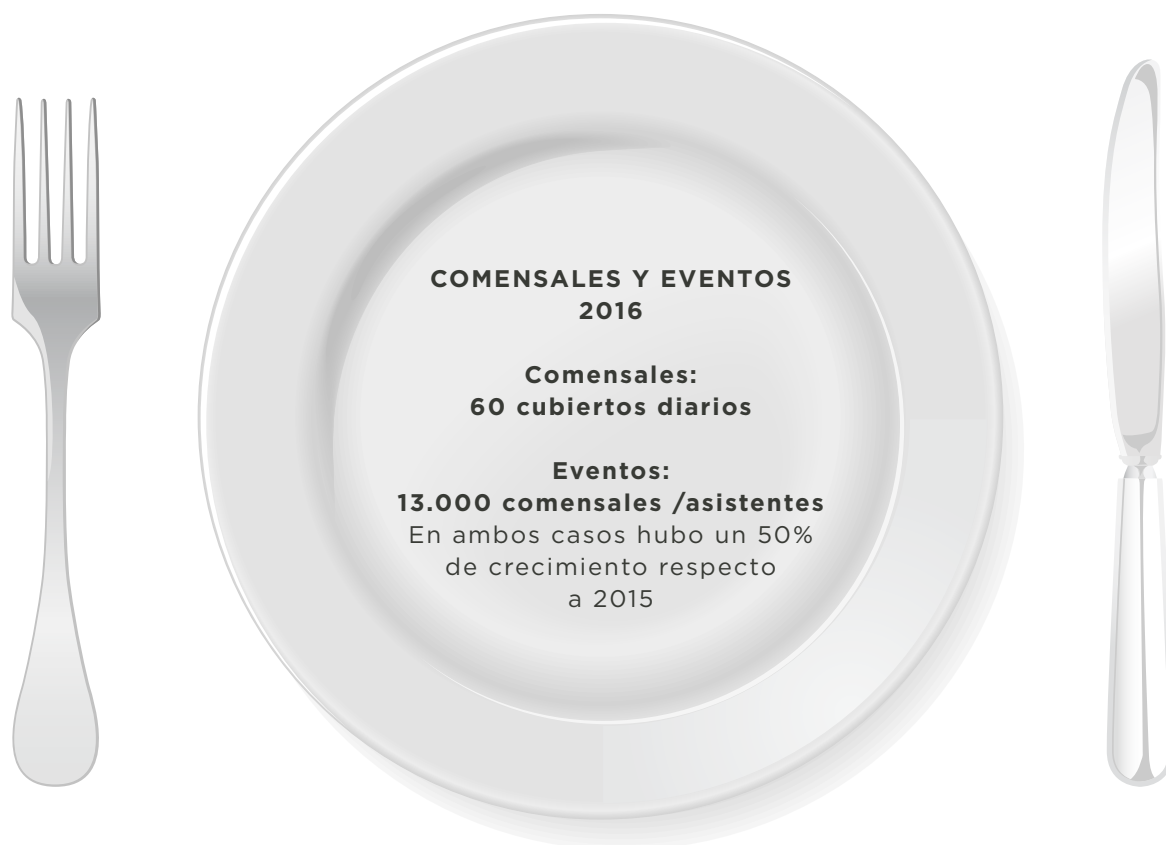 COMENSALES Y EVENTOS
2016
Comensales:
60 cubiertos diarios
Eventos:
13.000 comensales /asistentes
En ambos casos hubo un 50%
de crecimiento respecto
a 2015